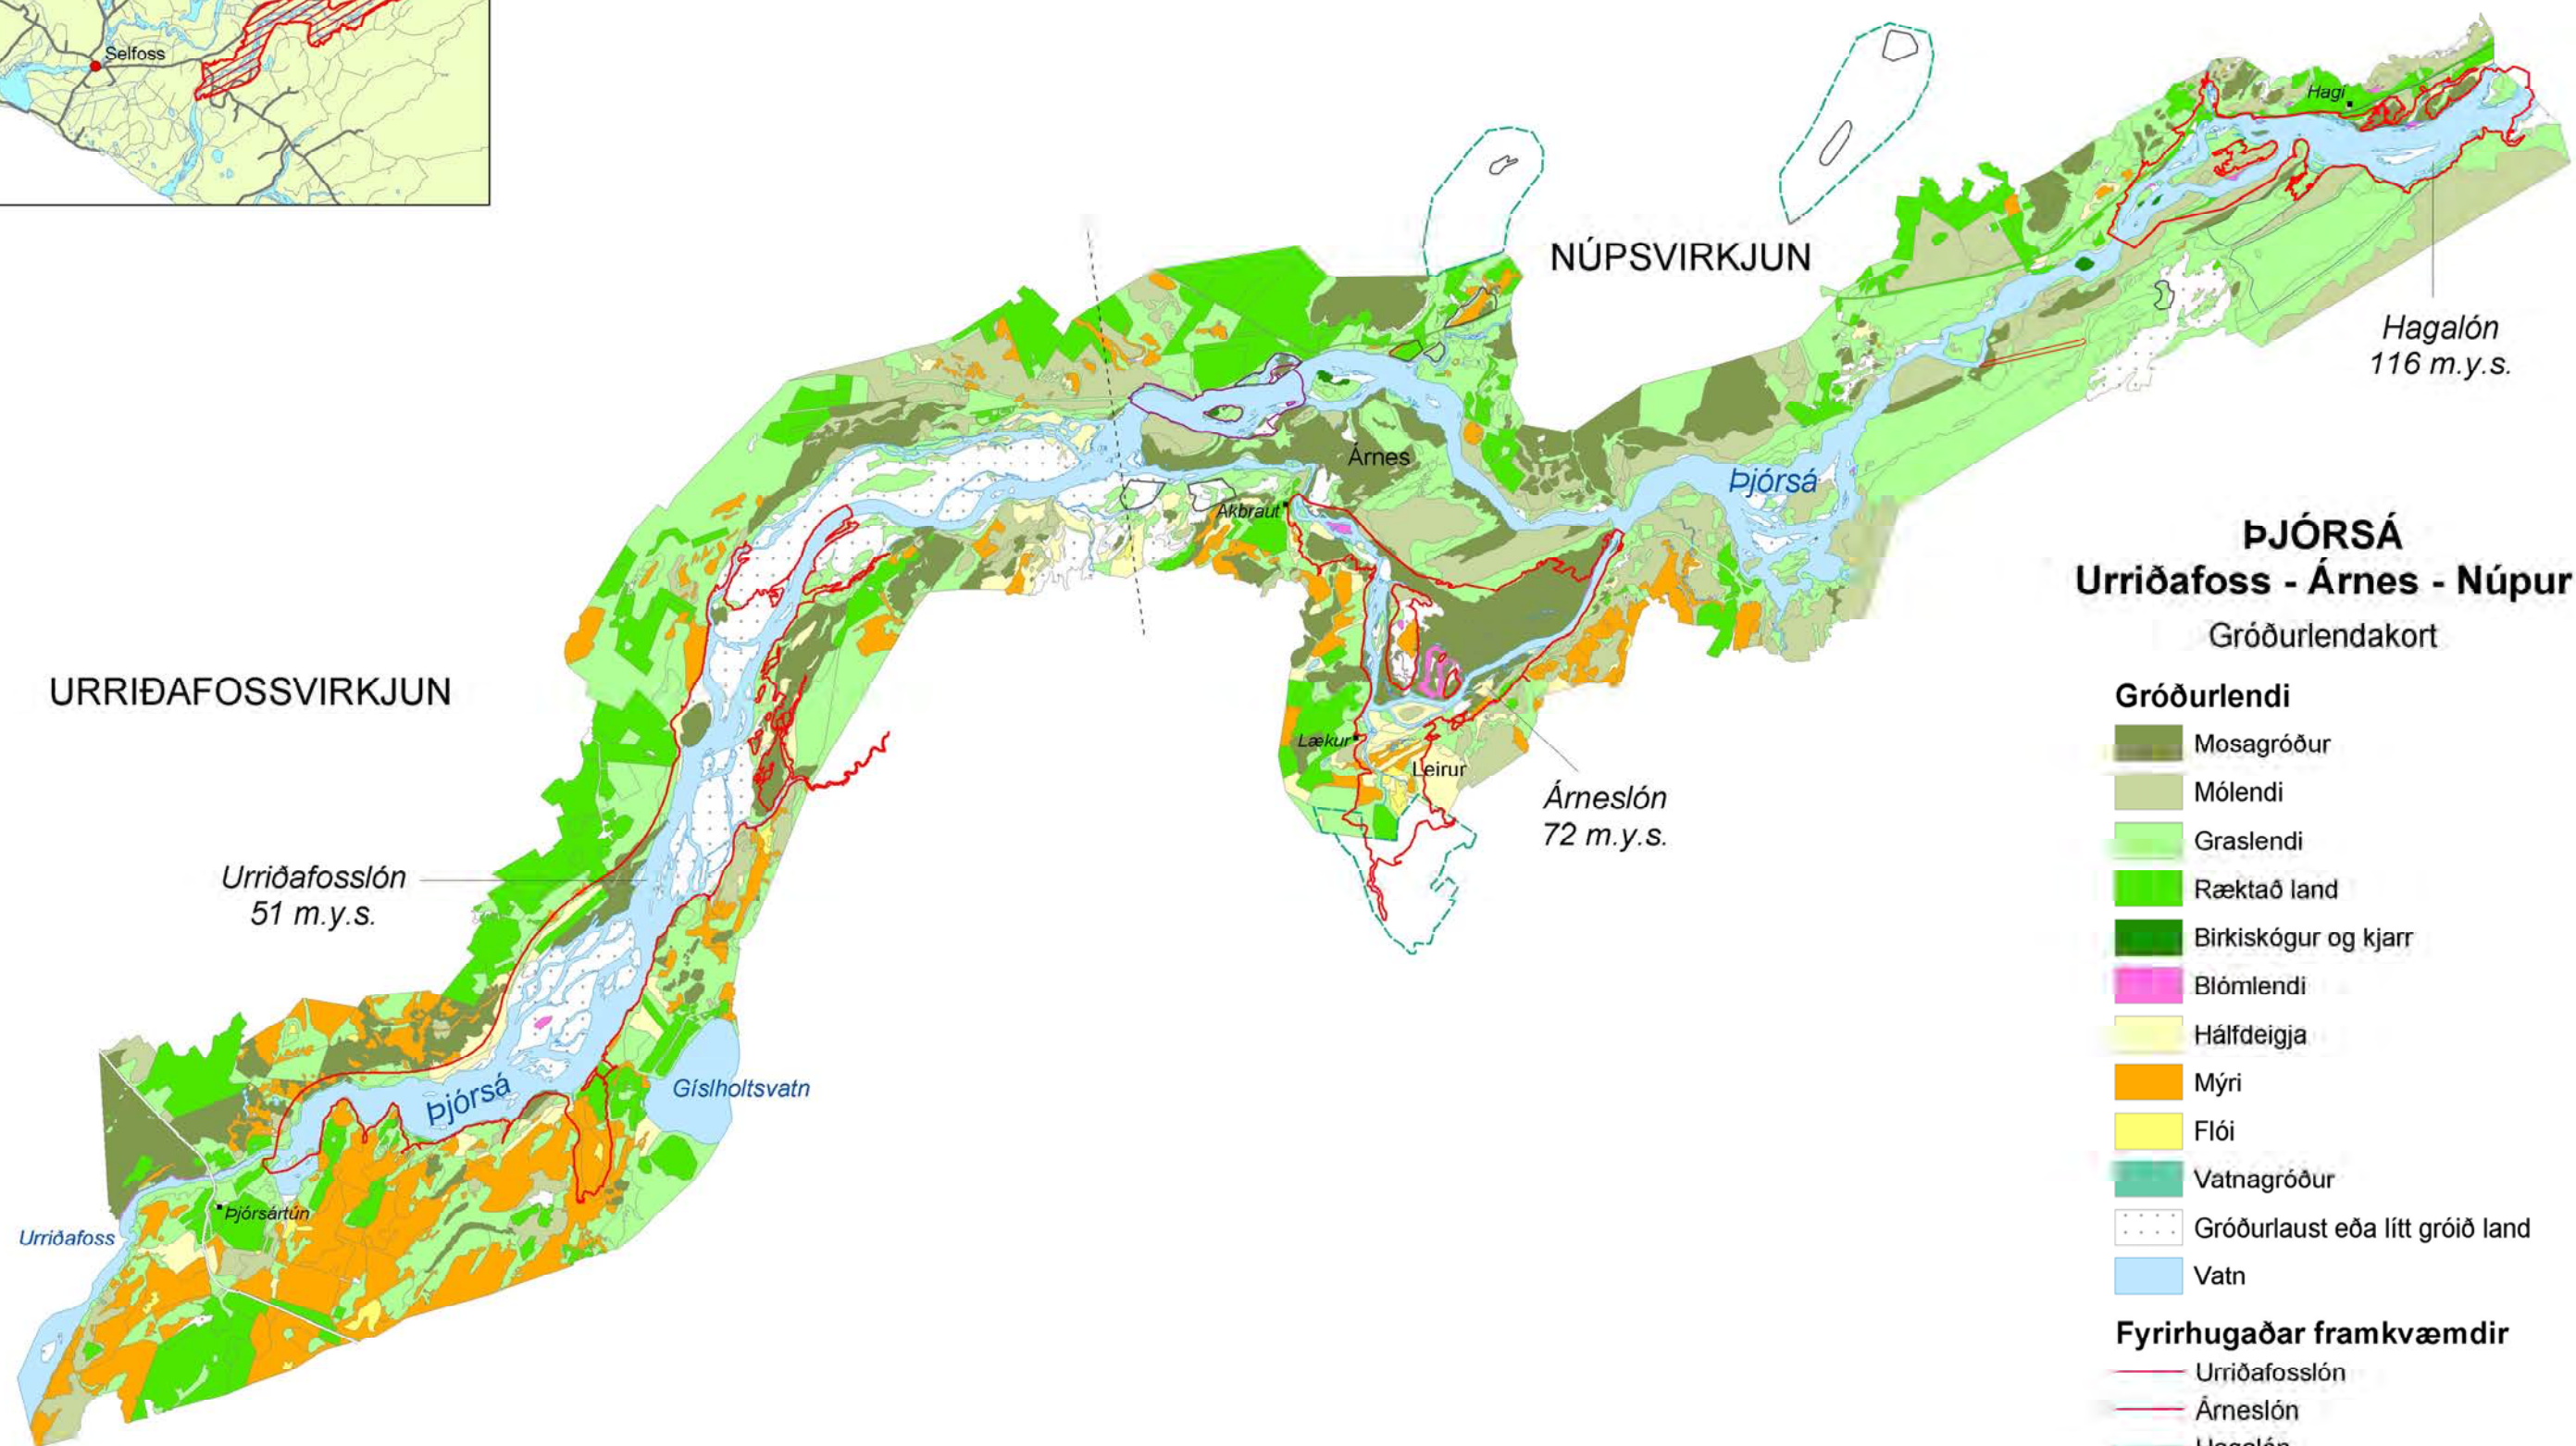 Selfoss
NÚPSVIRKJUN
Hagi
Hagalón
116 m.y.s.
Árnes
Þjórsá
Akbraut
ÞJÓRSÁ
Urriðafoss - Árnes - Núpur
Gróðurlendakort
URRIÐAFOSSVIRKJUN
Lækur
Leirur
Árneslón
72 m.y.s.
Urriðafosslón
51 m.y.s.
Þjórsá
Gíslholtsvatn
Þjórsártún
Urriðafoss
Gróðurlendi
Mosagróður
Mólendi
Graslendi
Ræktað land
Birkiskógur og kjarr
Blómlendi
Hálfdeigja
Mýri
Flói
Vatnagróður
Gróðurlaust eða lítt gróið land
Vatn
Fyrirhugaðar framkvæmdir
Urriðafosslón
Árneslón
Hagalón